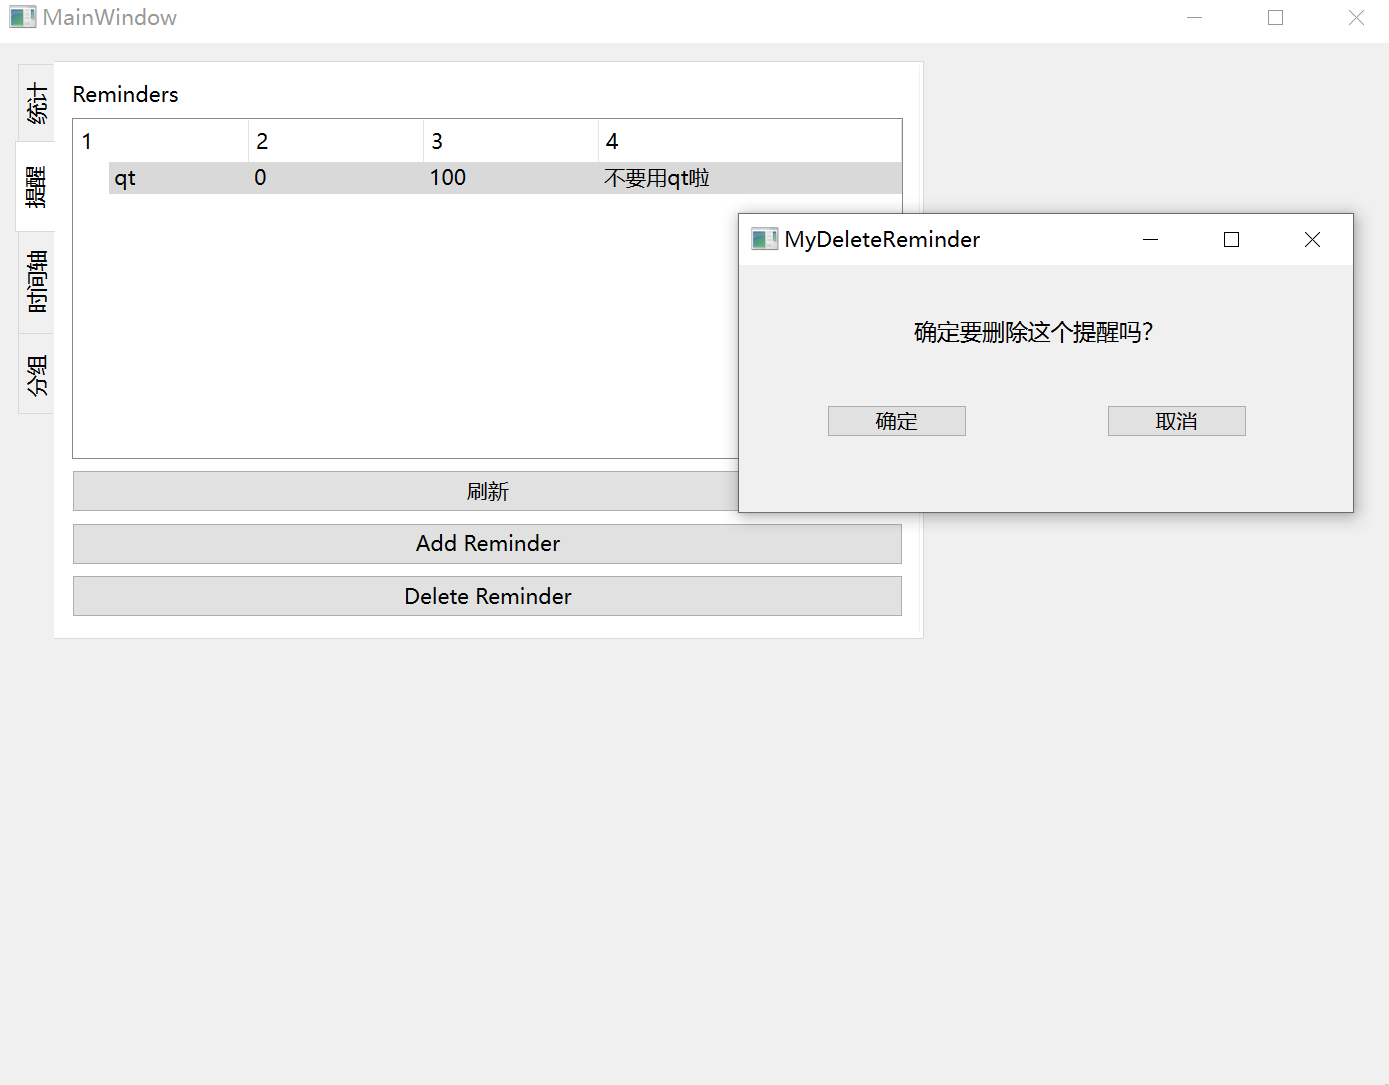 MainWindow
统计
提醒
时间轴
分组
Reminders
1 2 3 4
qt 0 100 不要用qt啦
刷新
Add Reminder
Delete Reminder
MyDeleteReminder
确定要删除这个提醒吗?
确定 取消